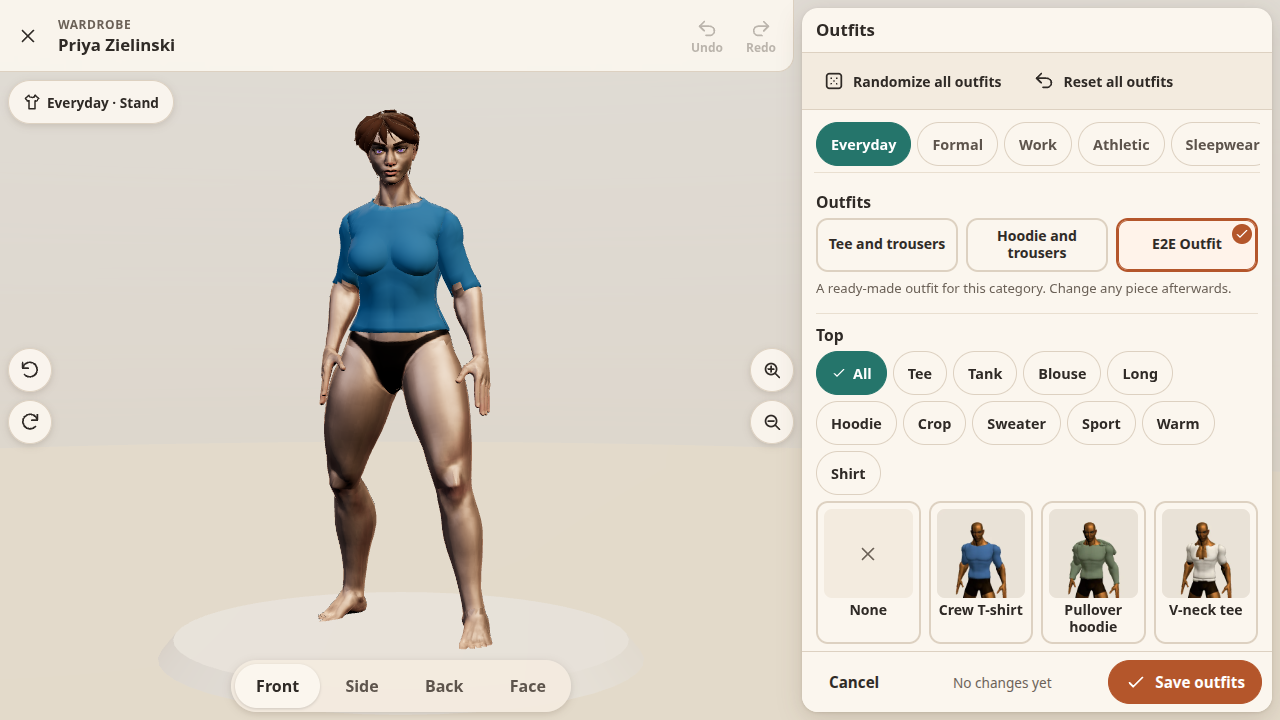 WARDROBE
Priya Zielinski
Undo
Redo
Everyday · Stand
Front
Side
Back
Face
Outfits
Randomize all outfits
Reset all outfits
Everyday
Formal
Work
Athletic
Sleepwear
Outfits
Tee and trousers
Hoodie and
trousers
E2E Outfit
A ready-made outfit for this category. Change any piece afterwards.
Top
All
Tee
Tank
Blouse
Long
Hoodie
Crop
Sweater
Sport
Warm
Shirt
None
Crew T-shirt
Pullover
hoodie
V-neck tee
Cancel
No changes yet
Save outfits